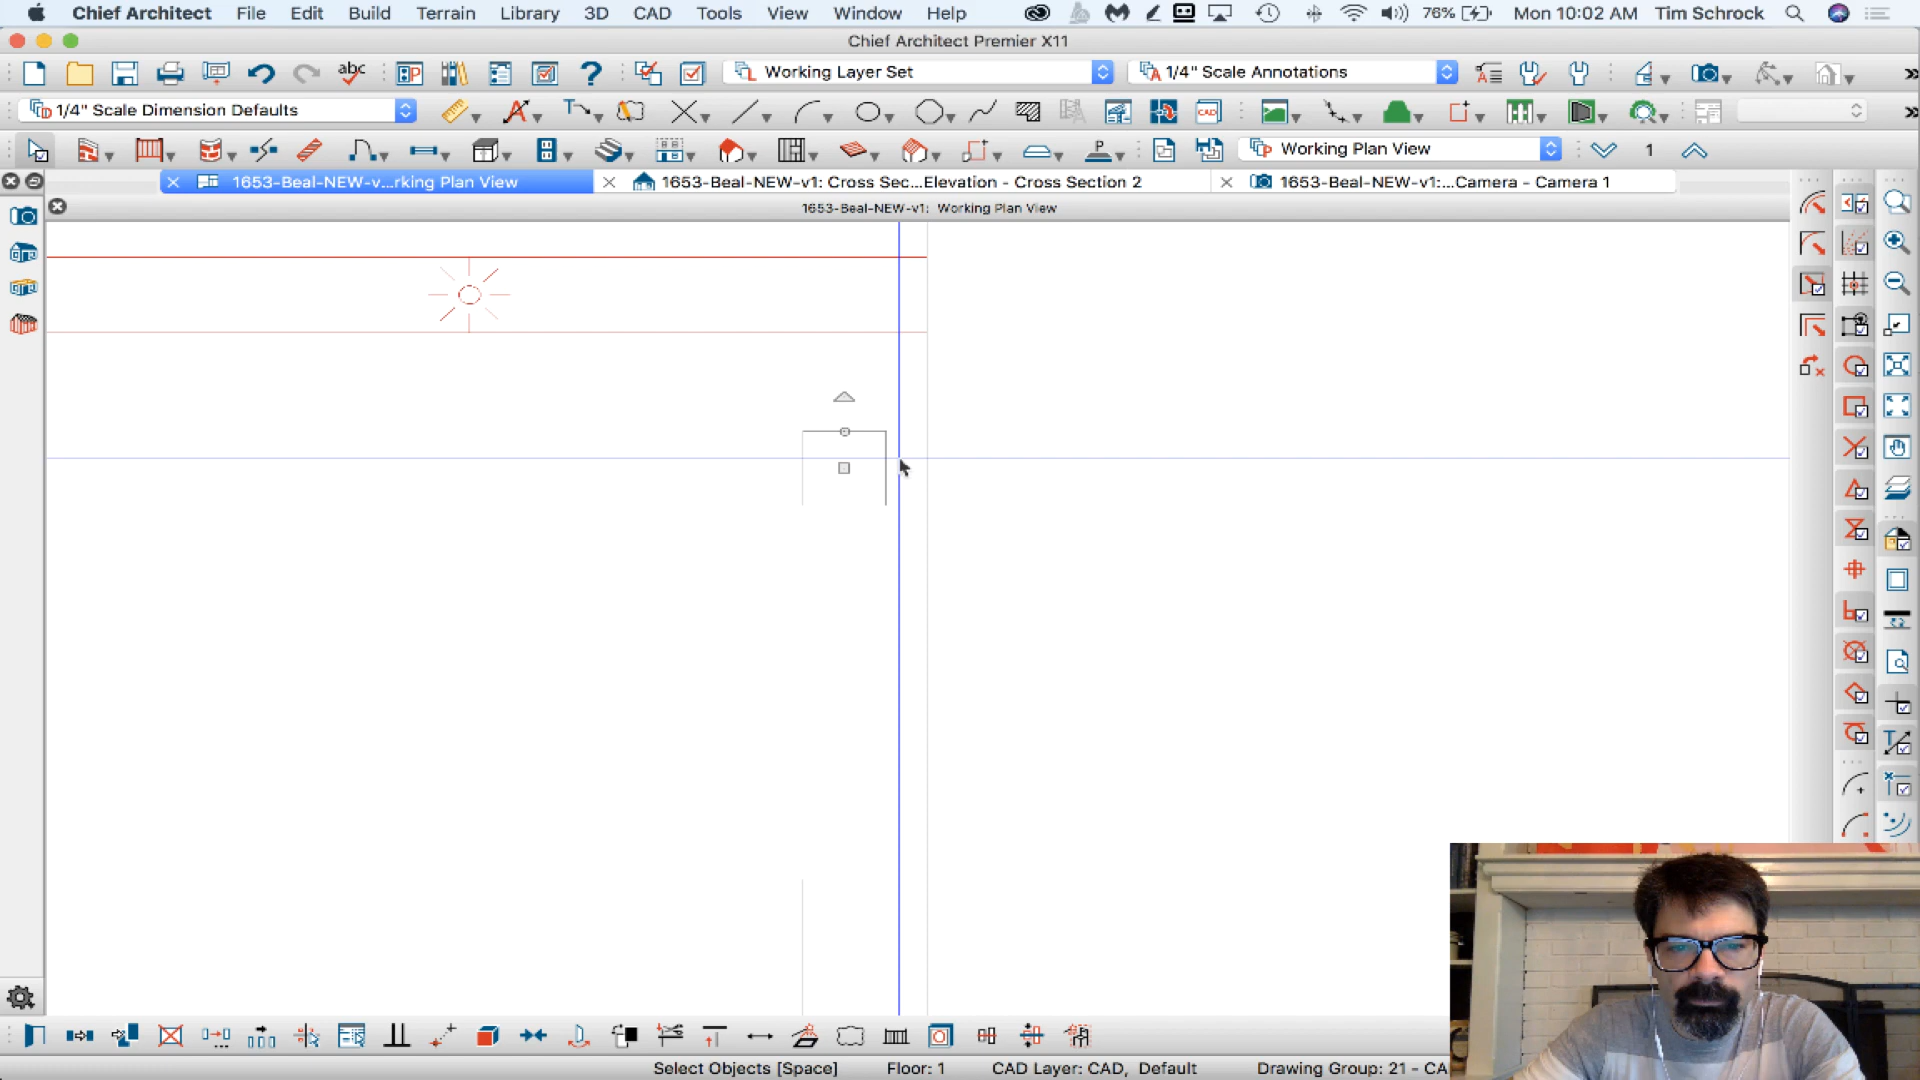 Chief Architect File Edit Build Terrain Library 3D CAD Tools View Window Help 76% Mon 10:02 AM Tim Schrock
Chief Architect Premier X11
abc Working Layer Set 1/4" Scale Annotations
1/4" Scale Dimension Defaults
Working Plan View 1
1653-Beal-NEW-v...rking Plan View 1653-Beal-NEW-v1: Cross Sec...Elevation - Cross Section 2 1653-Beal-NEW-v1:...Camera - Camera 1
1653-Beal-NEW-v1: Working Plan View
Select Objects [Space] Floor: 1 CAD Layer: CAD, Default Drawing Group: 21 - CA